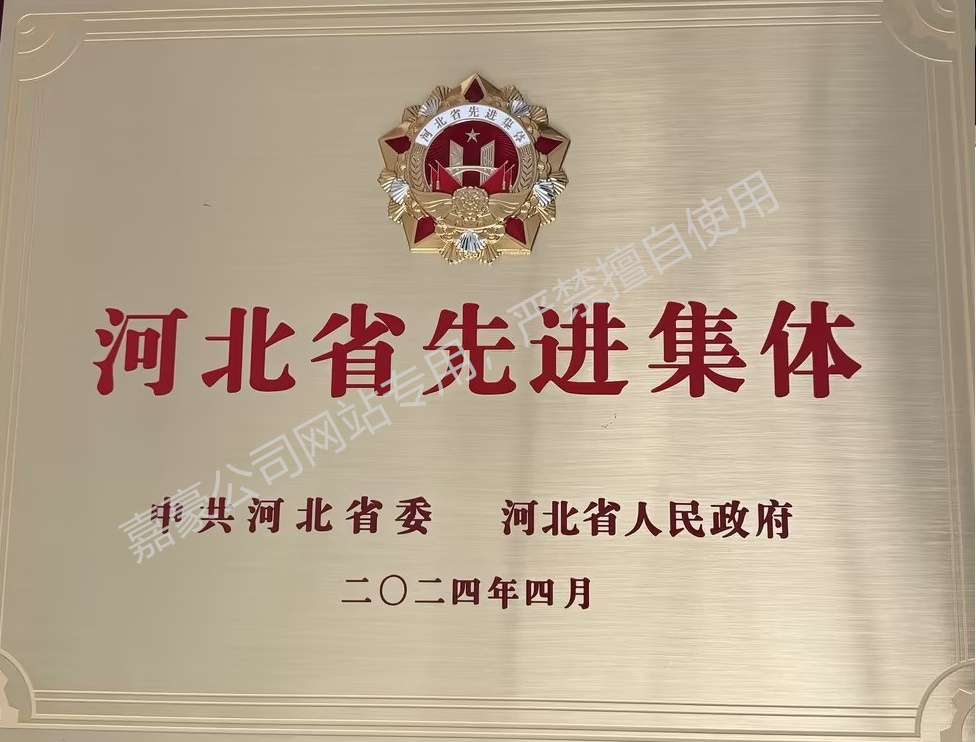 河北省先进集体
河北省先进集体
中共河北省委 河北省人民政府
二〇二四年四月
嘉豪公司网站专用 严禁擅自使用